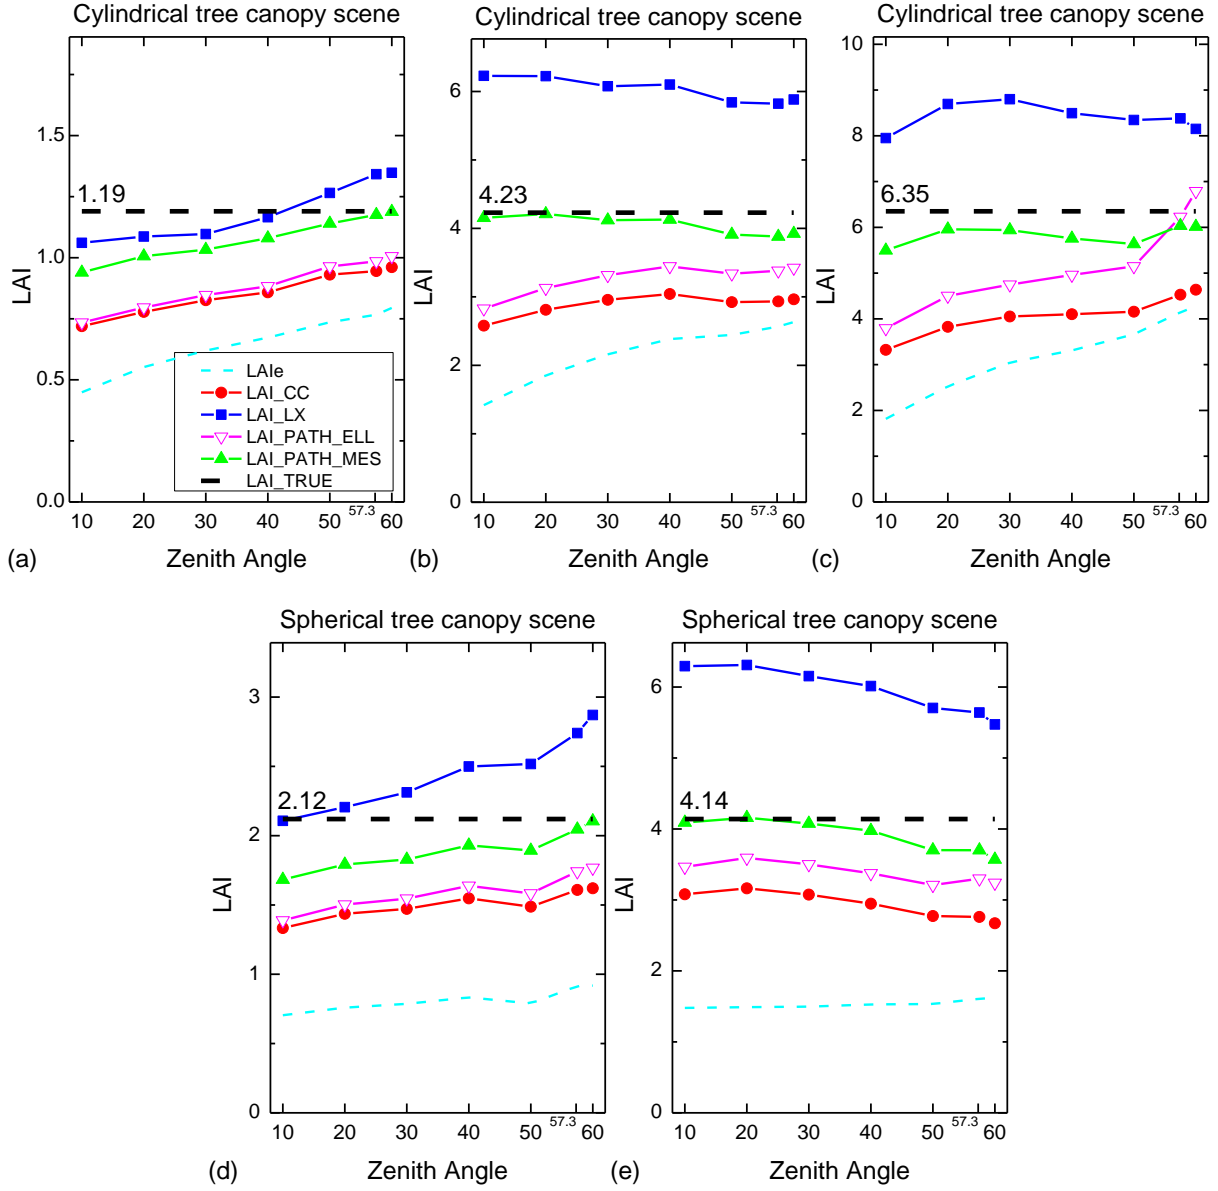 Cylindrical tree canopy scene
LAI
1.5
1.0
0.5
0.0
1.19
LAIe
LAI_CC
LAI_LX
LAI_PATH_ELL
LAI_PATH_MES
LAI_TRUE
10 20 30 40 50 57.3 60
(a) Zenith Angle
Cylindrical tree canopy scene
LAI
6
4
2
0
4.23
10 20 30 40 50 57.3 60
(b) Zenith Angle
Cylindrical tree canopy scene
LAI
10
8
6
4
2
0
6.35
10 20 30 40 50 57.3 60
(c) Zenith Angle
Spherical tree canopy scene
LAI
3
2
1
0
2.12
10 20 30 40 50 57.3 60
(d) Zenith Angle
Spherical tree canopy scene
LAI
6
4
2
0
4.14
10 20 30 40 50 57.3 60
(e) Zenith Angle